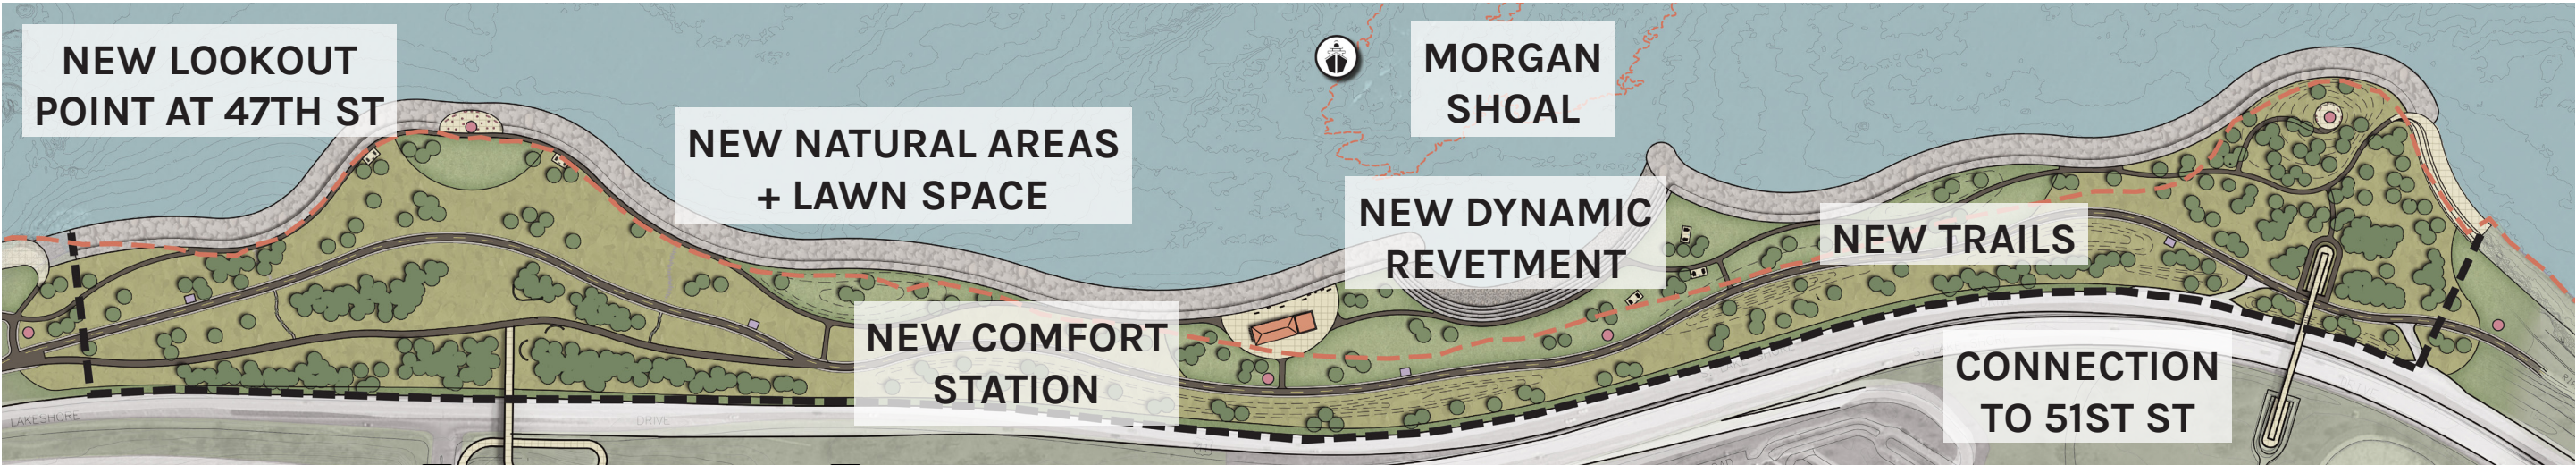 NEW LOOKOUT
POINT AT 47TH ST
NEW NATURAL AREAS
+ LAWN SPACE
MORGAN
SHOAL
NEW DYNAMIC
REVETMENT
NEW TRAILS
NEW COMFORT
STATION
CONNECTION
TO 51ST ST
LAKESHORE
DRIVE